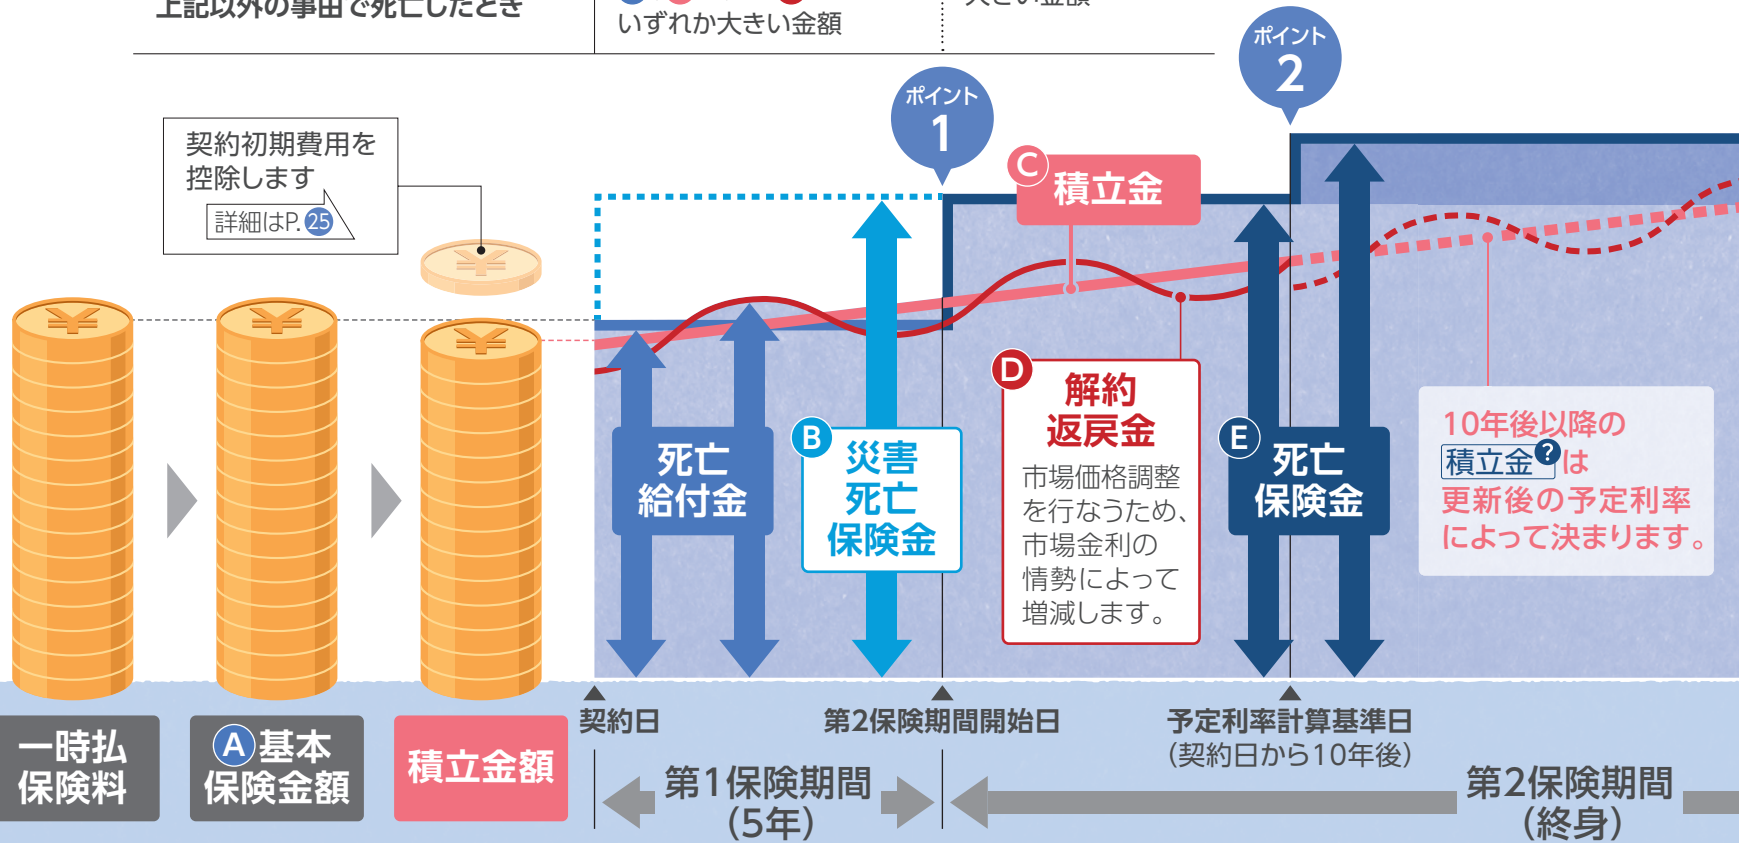 上記以外の事由で死亡したとき
いずれか大きい金額
大きい金額
ポイント
1
ポイント
2
契約初期費用を
控除します
詳細はP.25
C
積立金
D
解約
返戻金
市場価格調整
を行なうため、
市場金利の
情勢によって
増減します。
死亡
給付金
B
災害
死亡
保険金
E
死亡
保険金
10年後以降の
積立金?は
更新後の予定利率
によって決まります。
契約日
第2保険期間開始日
予定利率計算基準日
(契約日から10年後)
一時払
保険料
A基本
保険金額
積立金額
第1保険期間
(5年)
第2保険期間
(終身)